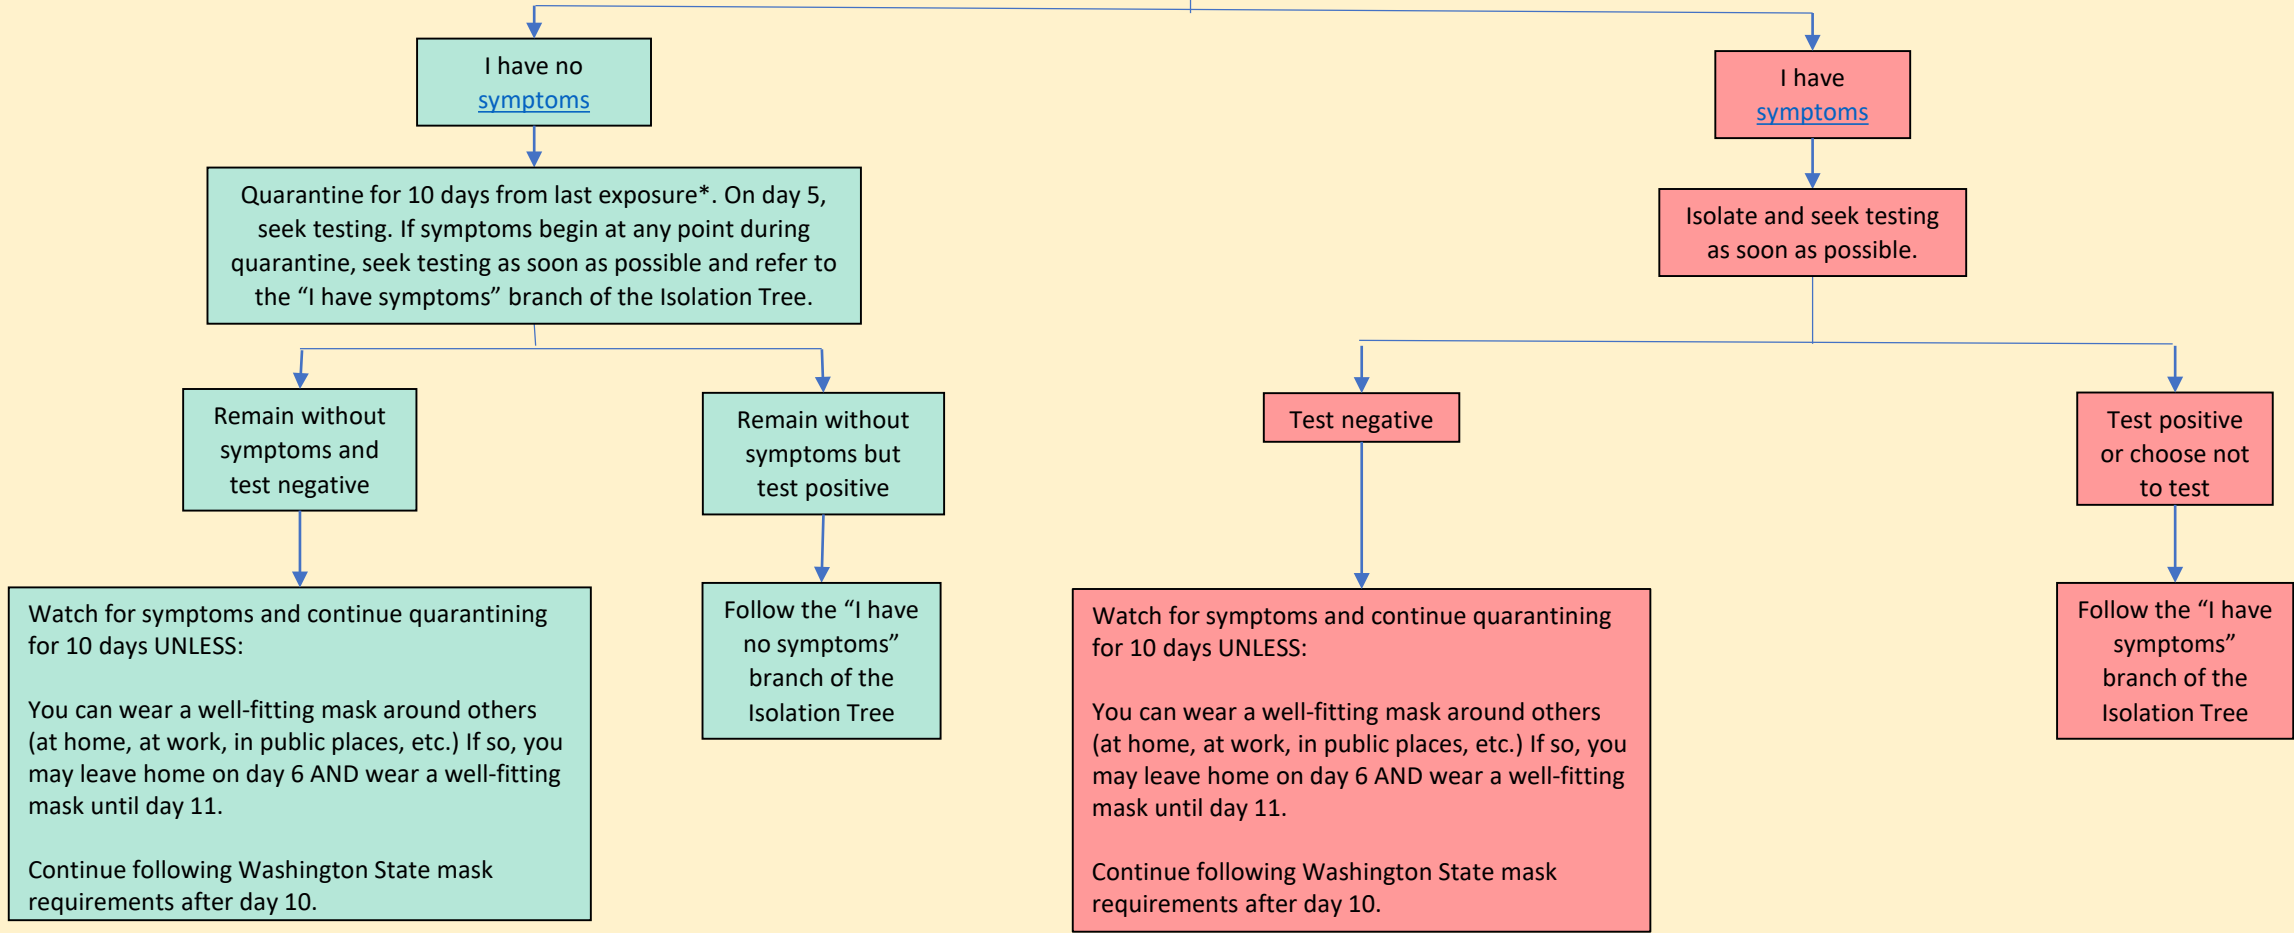 I have no
symptoms
I have
symptoms
Quarantine for 10 days from last exposure*. On day 5,
seek testing. If symptoms begin at any point during
quarantine, seek testing as soon as possible and refer to
the “I have symptoms” branch of the Isolation Tree.
Isolate and seek testing
as soon as possible.
Remain without
symptoms and
test negative
Remain without
symptoms but
test positive
Test negative
Test positive
or choose not
to test
Watch for symptoms and continue quarantining
for 10 days UNLESS:
You can wear a well-fitting mask around others
(at home, at work, in public places, etc.) If so, you
may leave home on day 6 AND wear a well-fitting
mask until day 11.
Continue following Washington State mask
requirements after day 10.
Follow the “I have
no symptoms”
branch of the
Isolation Tree
Watch for symptoms and continue quarantining
for 10 days UNLESS:
You can wear a well-fitting mask around others
(at home, at work, in public places, etc.) If so, you
may leave home on day 6 AND wear a well-fitting
mask until day 11.
Continue following Washington State mask
requirements after day 10.
Follow the “I have
symptoms”
branch of the
Isolation Tree